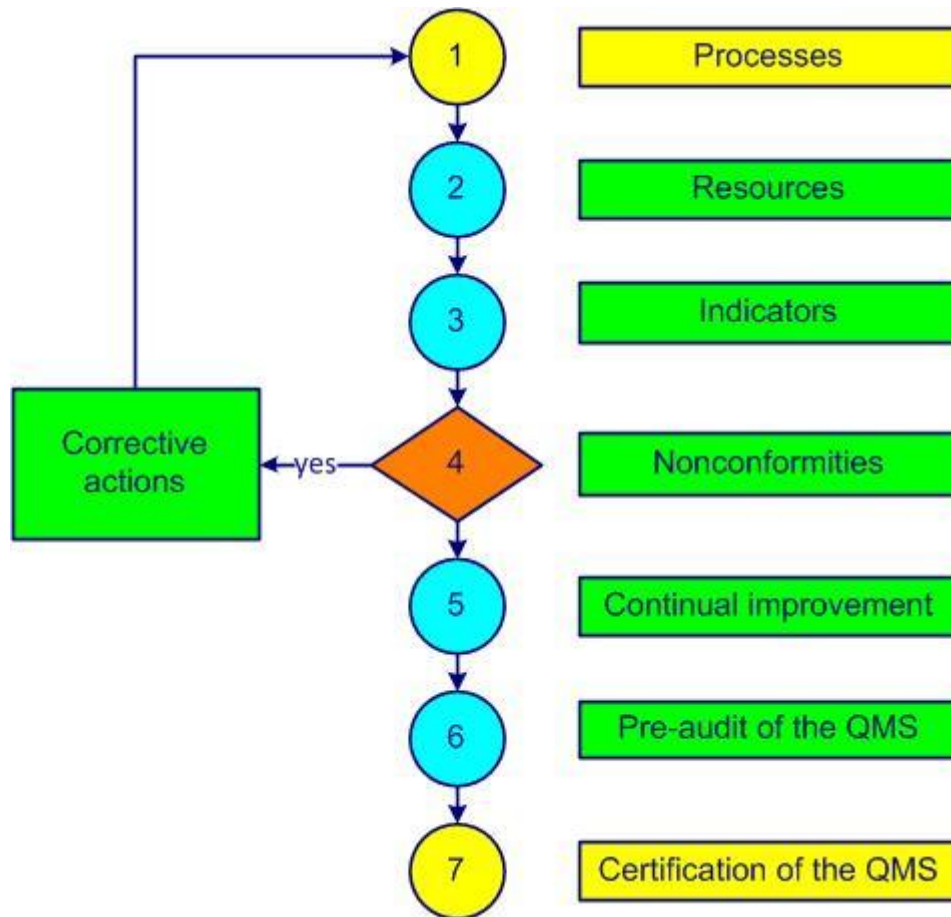 1
Processes
2
Resources
3
Indicators
Corrective
actions
yes
4
Nonconformities
5
Continual improvement
6
Pre-audit of the QMS
7
Certification of the QMS